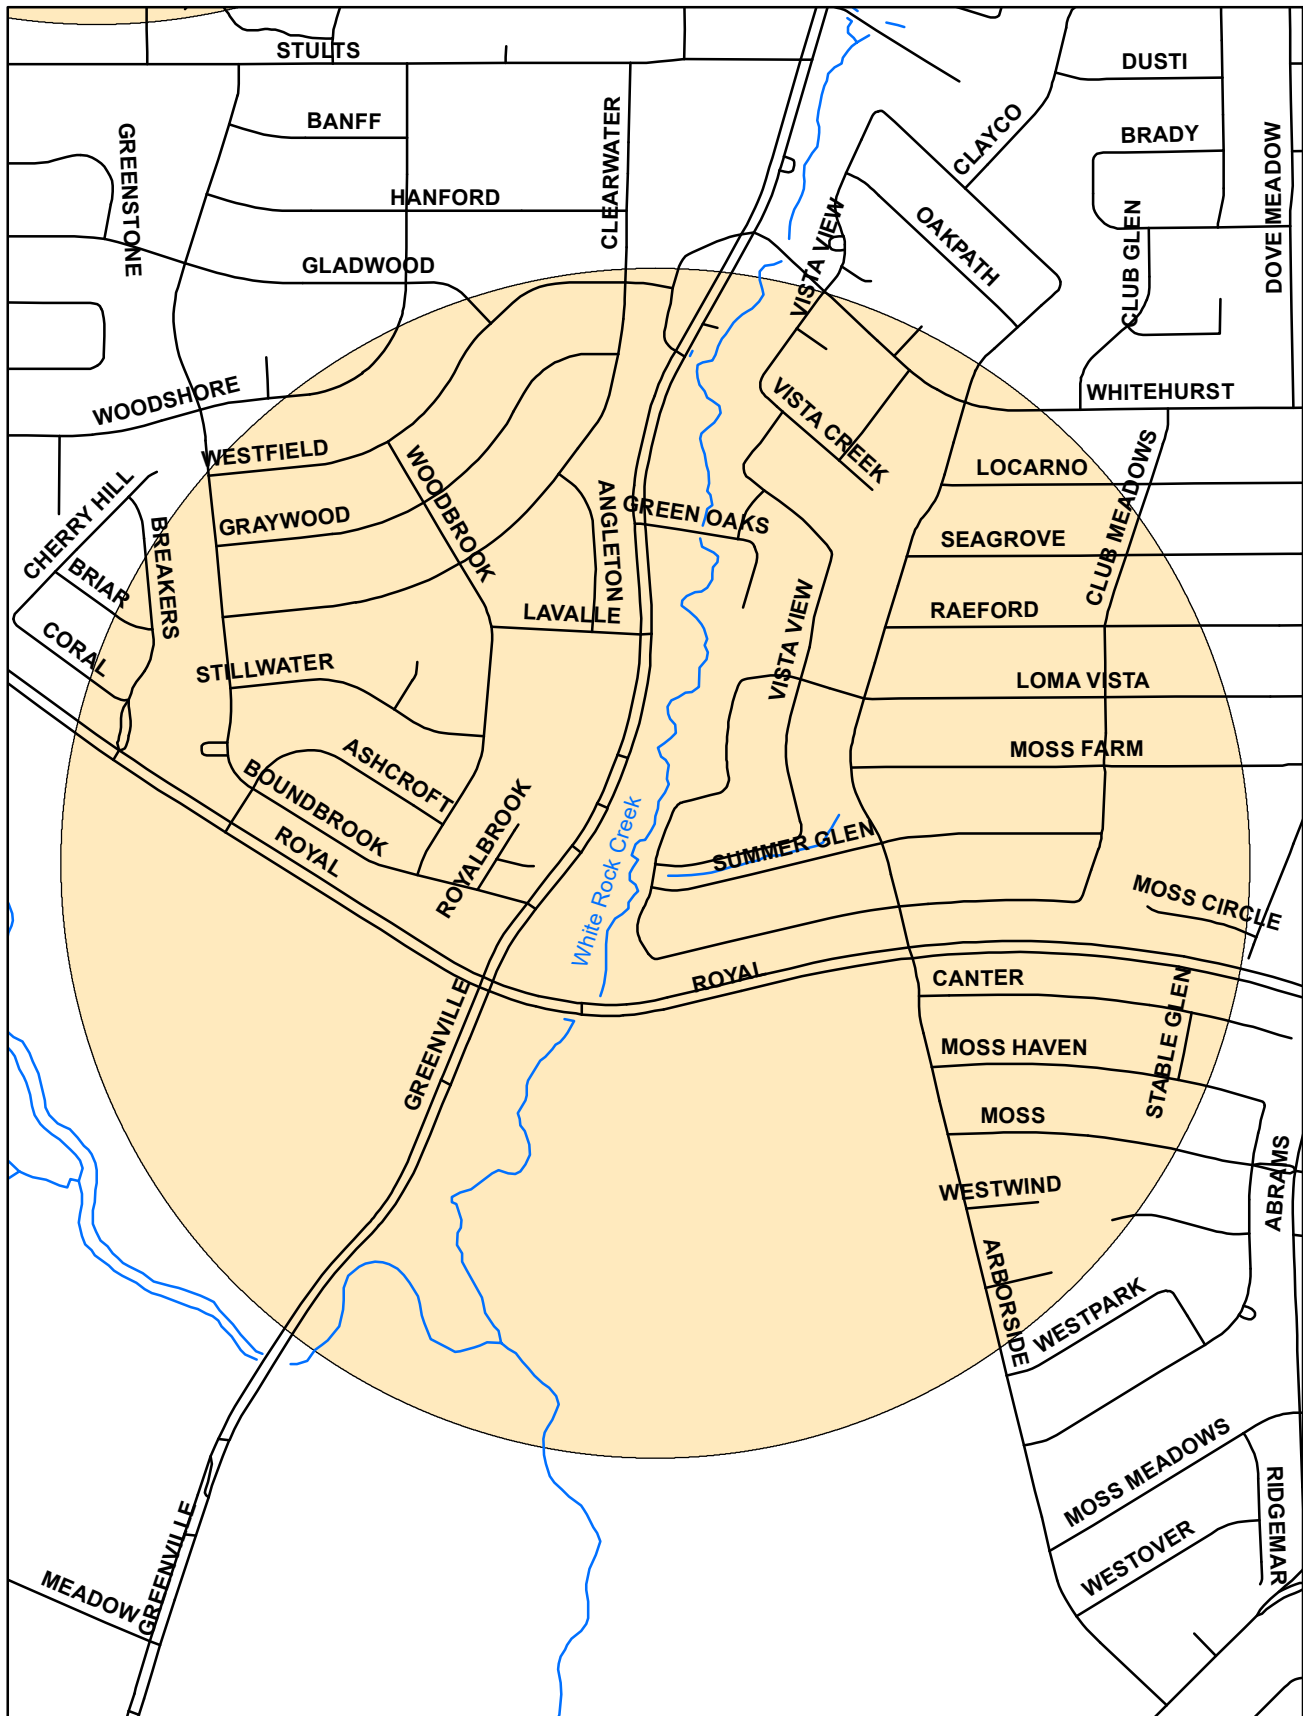 STULTS
DUSTI
BANFF
BRADY
CLAYCO
GREENSTONE
CLEARWATER
DOVE MEADOW
HANFORD
OAKPATH
CLUB GLEN
VISTA VIEW
GLADWOOD
WOODSHORE
WHITEHURST
VISTA CREEK
WESTFIELD
WOODBROOK
LOCARNO
CLUB MEADOWS
CHERRY HILL
GRAYWOOD
ANGLETON
GREEN OAKS
BREAKERS
SEAGROVE
BRIAR
LAVALLE
RAEFORD
CORAL
VISTA VIEW
STILLWATER
LOMA VISTA
ASHCROFT
MOSS FARM
BOUNDBROOK
ROYALBROOK
ROYAL
White Rock Creek
SUMMER GLEN
MOSS CIRCLE
ROYAL
CANTER
GREENVILLE
STABLE GLEN
MOSS HAVEN
MOSS
ABRAMS
WESTWIND
ARBORSIDE
WESTPARK
MOSS MEADOWS
RIDGEMAR
WESTOVER
GREENVILLE
MEADOW